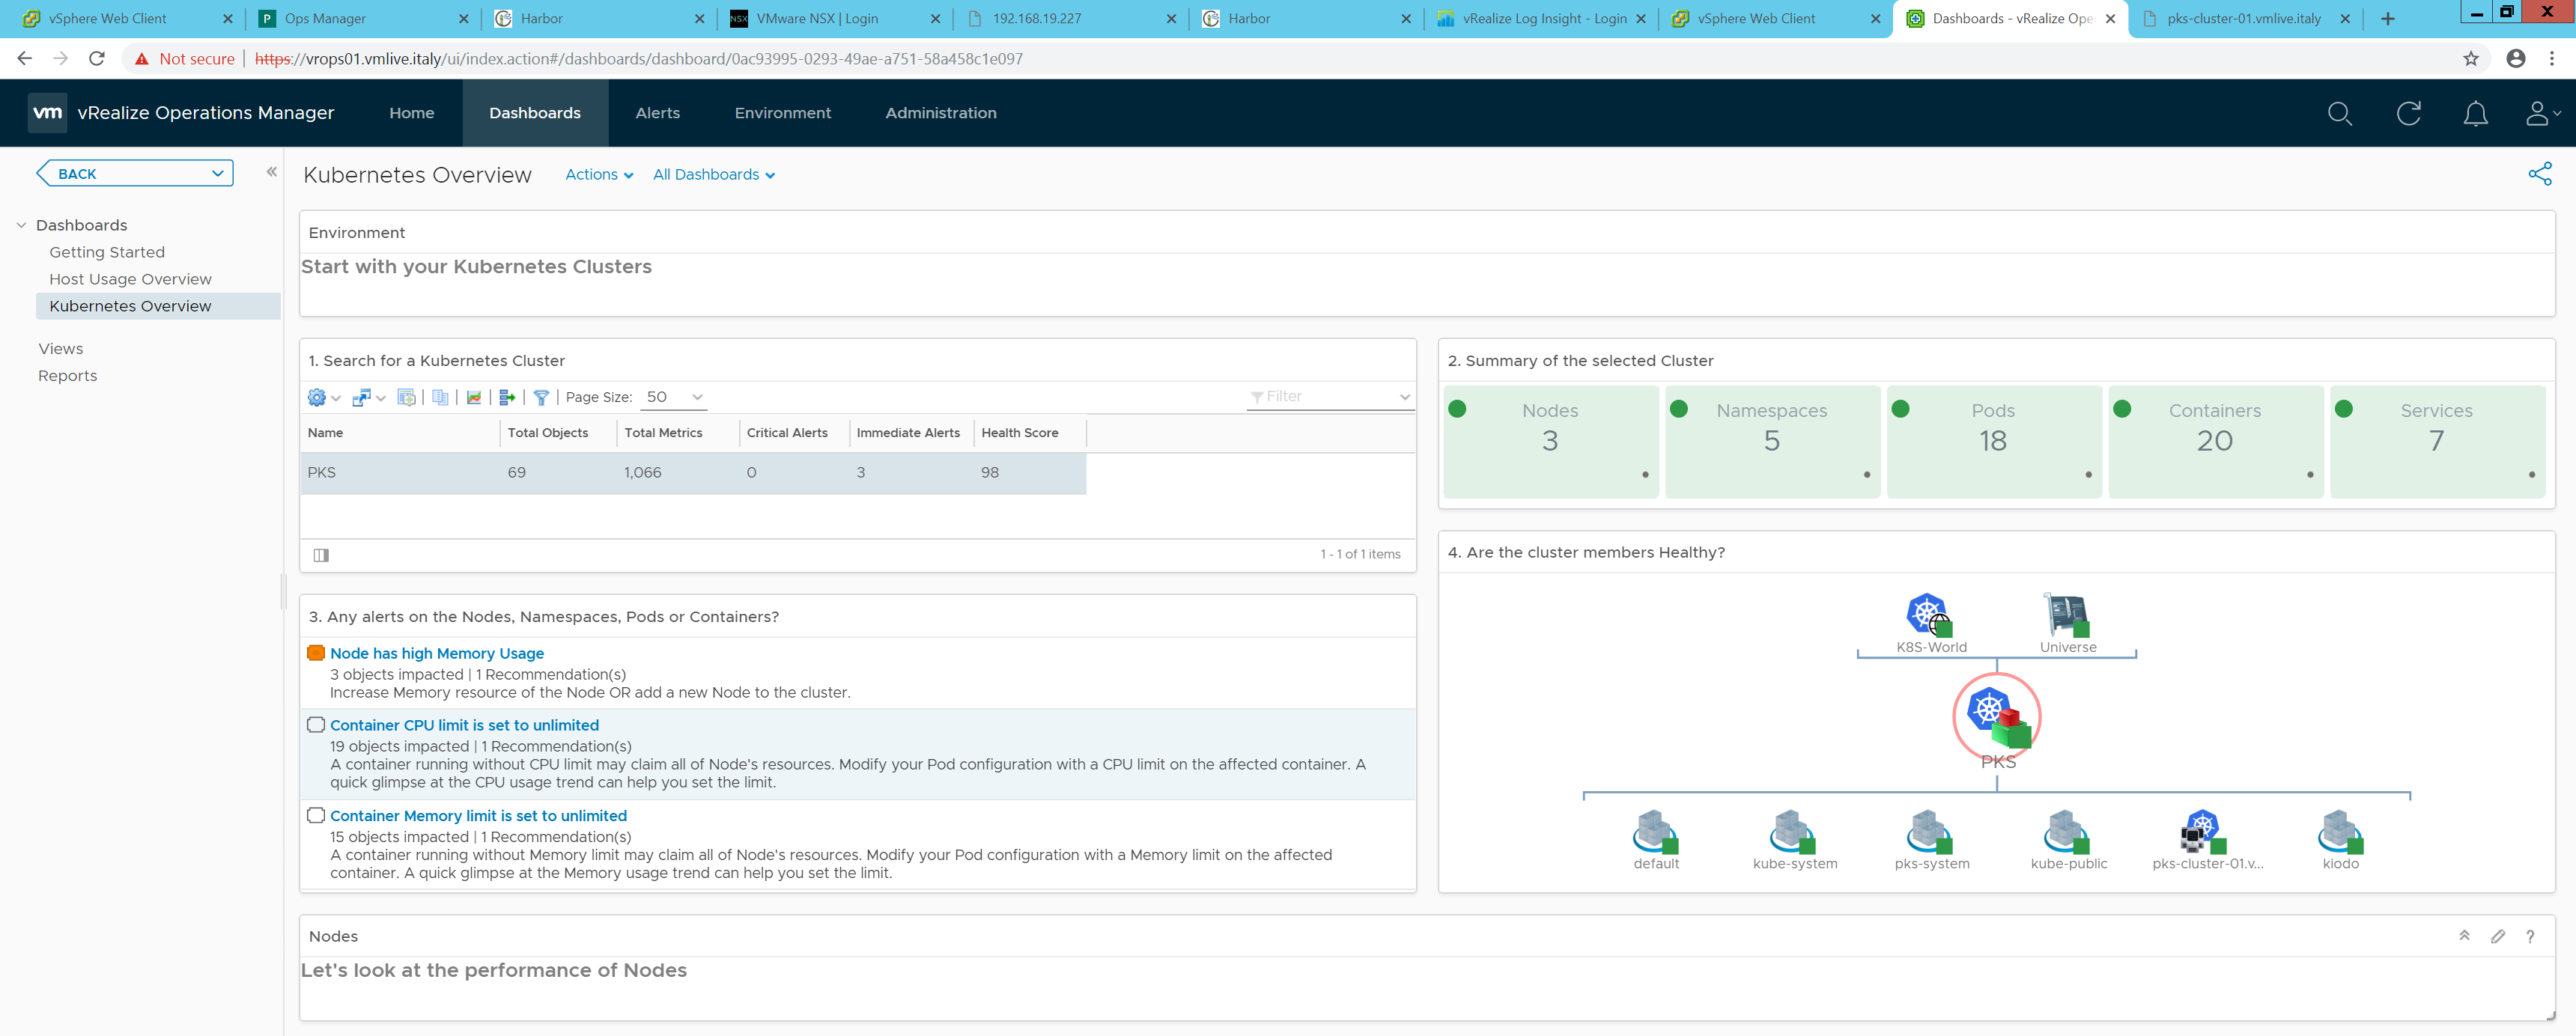 vSphere Web Client
Ops Manager
Harbor
VMware NSX | Login
192.168.19.227
Harbor
vRealize Log Insight - Login
vSphere Web Client
Dashboards - vRealize Ope
pks-cluster-01.vmlive.italy
Not secure
https://vrops01.vmlive.italy/ui/index.action#/dashboards/dashboard/0ac93995-0293-49ae-a751-58a458c1e097
vm
vRealize Operations Manager
Home
Dashboards
Alerts
Environment
Administration
BACK
Dashboards
Getting Started
Host Usage Overview
Kubernetes Overview
Views
Reports
Kubernetes Overview
Actions
All Dashboards
Environment
Start with your Kubernetes Clusters
1. Search for a Kubernetes Cluster
Page Size: 50
Filter
Name Total Objects Total Metrics Critical Alerts Immediate Alerts Health Score
PKS 69 1,066 0 3 98
1 - 1 of 1 items
2. Summary of the selected Cluster
Nodes
3
Namespaces
5
Pods
18
Containers
20
Services
7
3. Any alerts on the Nodes, Namespaces, Pods or Containers?
Node has high Memory Usage
3 objects impacted | 1 Recommendation(s)
Increase Memory resource of the Node OR add a new Node to the cluster.
Container CPU limit is set to unlimited
19 objects impacted | 1 Recommendation(s)
A container running without CPU limit may claim all of Node's resources. Modify your Pod configuration with a CPU limit on the affected container. A
quick glimpse at the CPU usage trend can help you set the limit.
Container Memory limit is set to unlimited
15 objects impacted | 1 Recommendation(s)
A container running without Memory limit may claim all of Node's resources. Modify your Pod configuration with a Memory limit on the affected
container. A quick glimpse at the Memory usage trend can help you set the limit.
4. Are the cluster members Healthy?
K8S-World
Universe
PKS
default
kube-system
pks-system
kube-public
pks-cluster-01.v...
kiodo
Nodes
Let's look at the performance of Nodes